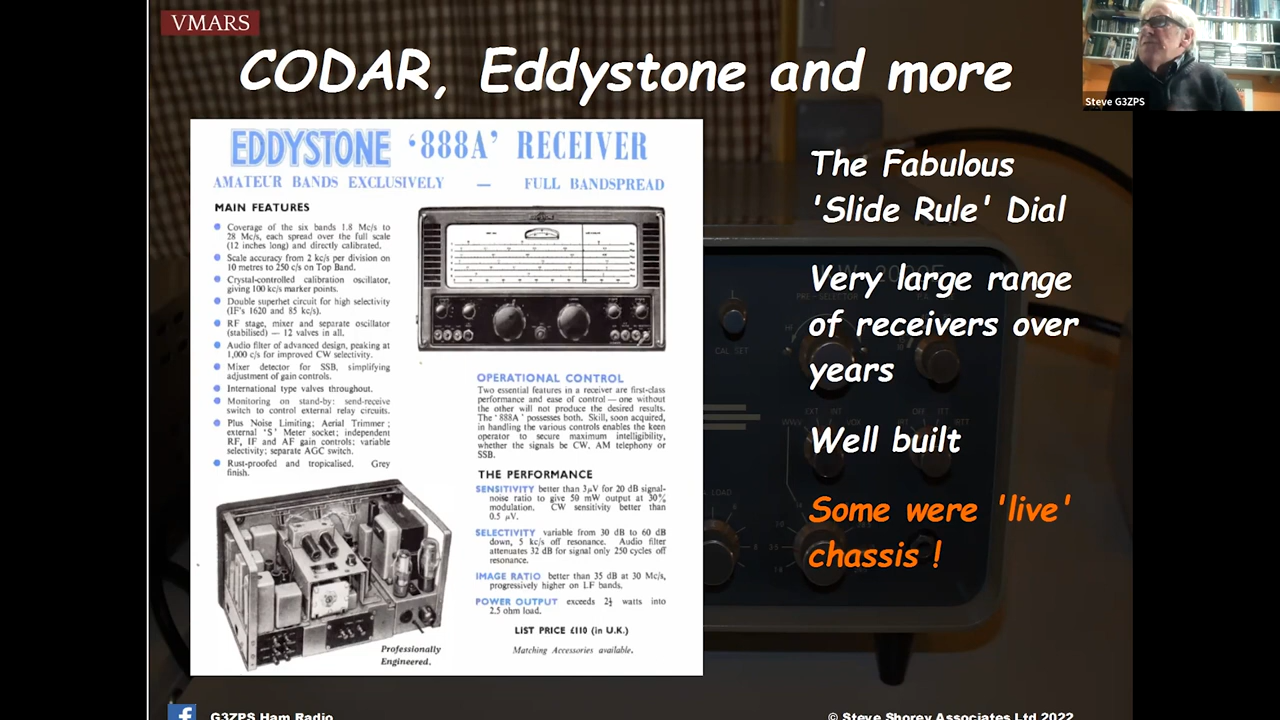 VMARS
CODAR, Eddystone and more
Steve G3ZPS
EDDYSTONE '888A' RECEIVER
AMATEUR BANDS EXCLUSIVELY — FULL BANDSPREAD
MAIN FEATURES
Coverage of the six bands 1.8 Mc/s to
28 Mc/s, each spread over the full scale
(12 inches long) and directly calibrated.
Scale accuracy from 2 kc/s per division on
10 metres to 250 c/s on Top Band.
Crystal-controlled calibration oscillator,
giving 100 kc/s marker points.
Double superhet circuit for high selectivity
(IF's 1620 and 85 kc/s).
RF stage, mixer and separate oscillator
(stabilised) — 12 valves in all.
Audio filter of advanced design, peaking at
1,000 c/s for improved CW selectivity.
Mixer detector for SSB, simplifying
adjustment of gain controls.
International type valves throughout.
Monitoring on stand-by: send-receive
switch to control external relay circuits.
Plus Noise Limiting; Aerial Trimmer;
external 'S' Meter socket; independent
RF, IF and AF gain controls; variable
selectivity; separate AGC switch.
Rust-proofed and tropicalised. Grey
finish.
OPERATIONAL CONTROL
Two essential features in a receiver are first-class
performance and ease of control—one without
the other will not produce the desired results.
The '888A' possesses both. Skill, soon acquired,
in handling the various controls enables the keen
operator to secure maximum intelligibility,
whether the signals be CW, AM telephony or
SSB.
THE PERFORMANCE
SENSITIVITY better than 3μV for 20 dB signal-
noise ratio to give 50 mW output at 30%
modulation. CW sensitivity better than
0.5 μV.
SELECTIVITY variable from 30 dB to 60 dB
down, 5 kc/s off resonance. Audio filter
attenuates 32 dB for signal only 250 cycles off
resonance.
IMAGE RATIO better than 35 dB at 30 Mc/s,
progressively higher on LF bands.
POWER OUTPUT exceeds 2½ watts into
2.5 ohm load.
LIST PRICE £110 (in U.K.)
Matching Accessories available.
Professionally
Engineered.
The Fabulous
'Slide Rule' Dial
Very large range
of receivers over
years
Well built
Some were 'live'
chassis !
CAL SET
G3ZPS Ham Radio
© Steve Shorey Associates Ltd 2022